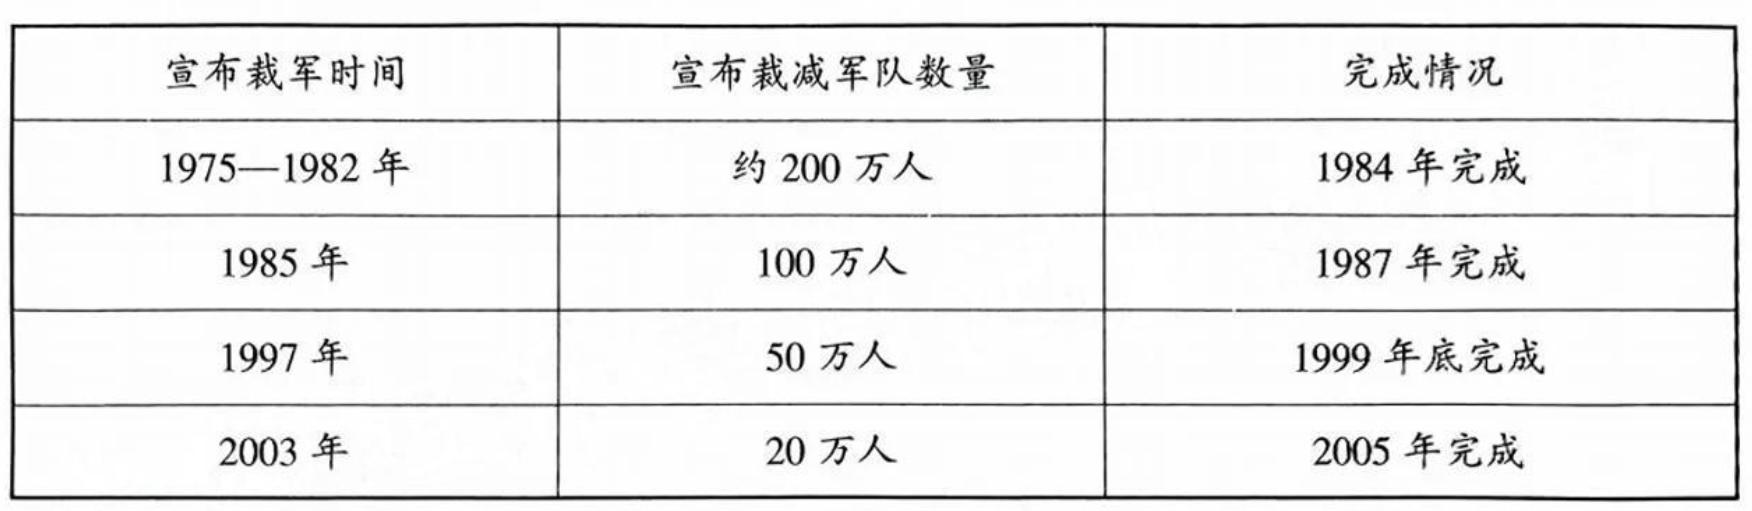 宣布裁军时间 宣布裁减军队数量 完成情况
1975—1982 年 约 200 万人 1984 年完成
1985 年 100 万人 1987 年完成
1997 年 50 万人 1999 年底完成
2003 年 20 万人 2005 年完成